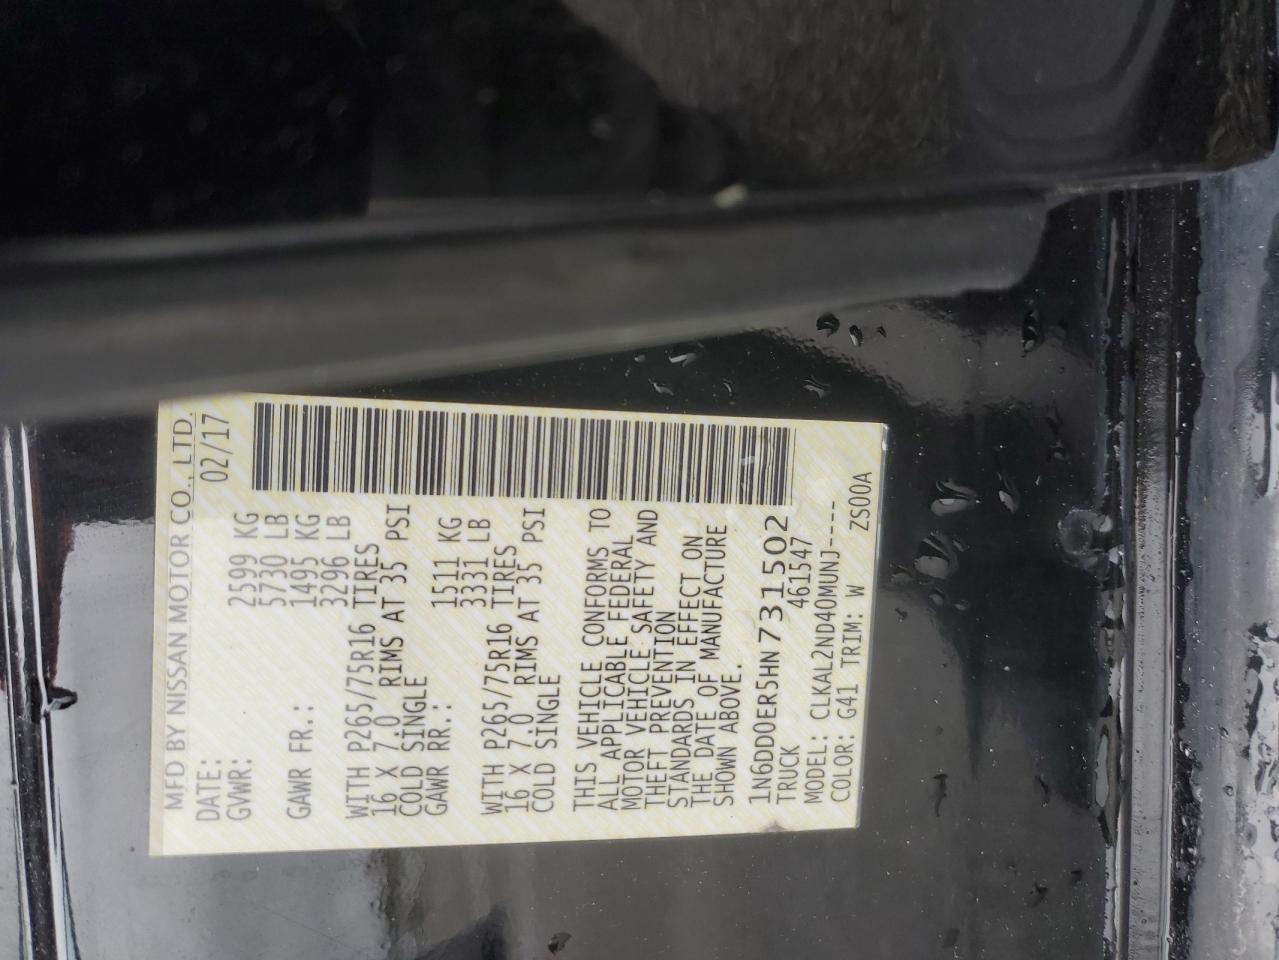 MFD BY NISSAN MOTOR CO., LTD.
DATE: 02/17
GVWR: 2599 KG
5730 LB
GAWR FR.: 1495 KG
3296 LB
WITH P265/75R16 TIRES
16 X 7.0 RIMS AT 35 PSI
COLD SINGLE
GAWR RR.: 1511 KG
3331 LB
WITH P265/75R16 TIRES
16 X 7.0 RIMS AT 35 PSI
COLD SINGLE
THIS VEHICLE CONFORMS TO
ALL APPLICABLE FEDERAL
MOTOR VEHICLE SAFETY AND
THEFT PREVENTION
STANDARDS IN EFFECT ON
THE DATE OF MANUFACTURE
SHOWN ABOVE.
1N6DD0ER5HN731502
TRUCK 461547
MODEL: CLKAL2ND40MUNJ----
COLOR: G41 TRIM: W ZS00A